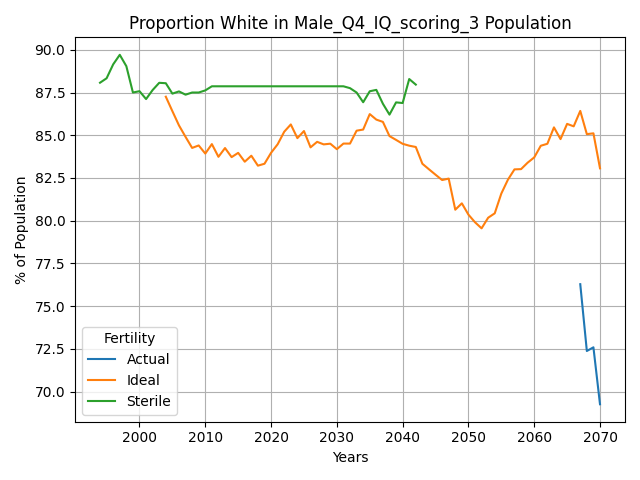 Proportion White in Male_Q4_IQ_scoring_3 Population
90.0
87.5
85.0
82.5
80.0
77.5
75.0
72.5
70.0
% of Population
Fertility
Actual
Ideal
Sterile
2000 2010 2020 2030 2040 2050 2060 2070
Years